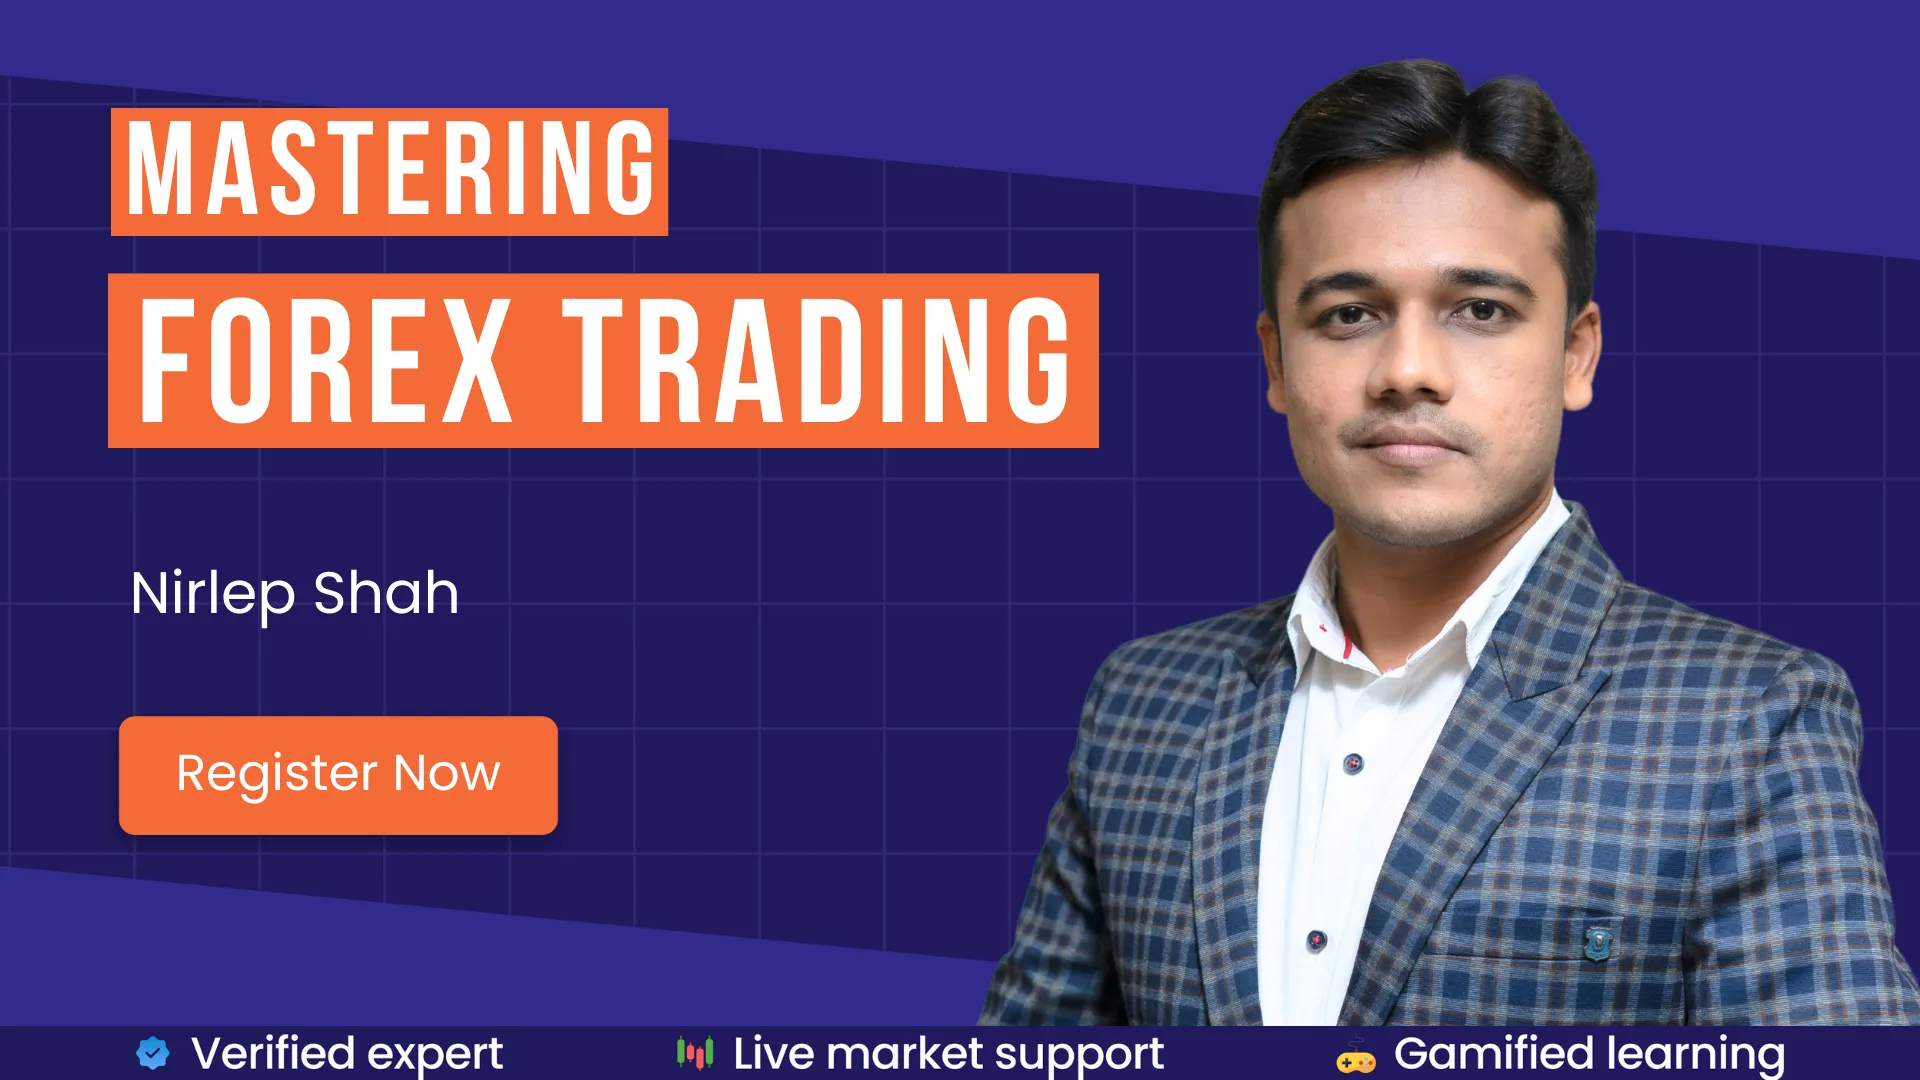 MASTERING
FOREX TRADING
Nirlep Shah
Register Now
Verified expert
Live market support
Gamified learning